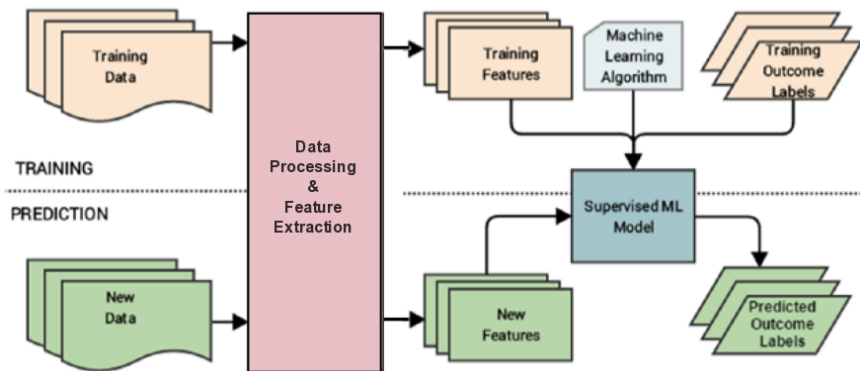 Training
Data
Training
Features
Machine
Learning
Algorithm
Training
Outcome
Labels
Data
Processing
&
Feature
Extraction
TRAINING
PREDICTION
Supervised ML
Model
New
Data
New
Features
Predicted
Outcome
Labels